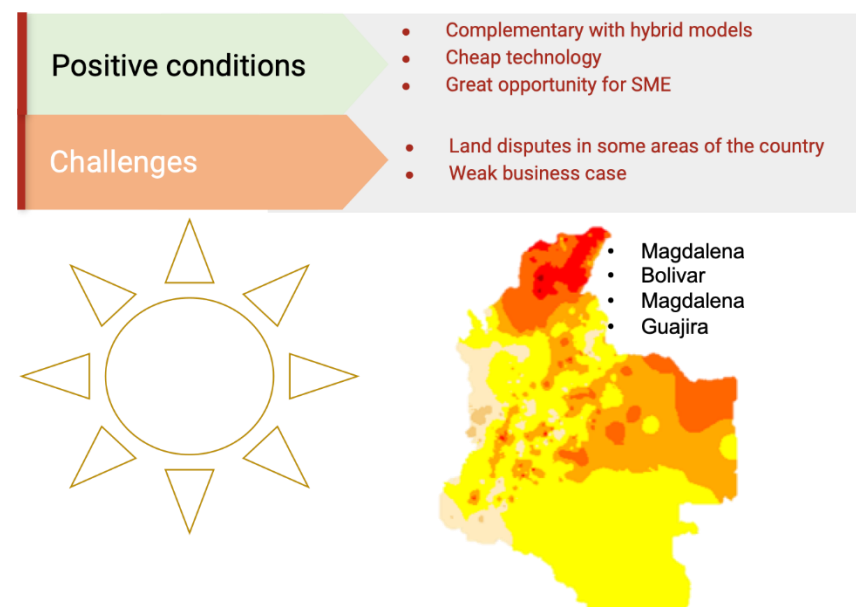 Positive conditions
• Complementary with hybrid models
• Cheap technology
• Great opportunity for SME
Challenges
• Land disputes in some areas of the country
• Weak business case
• Magdalena
• Bolivar
• Magdalena
• Guajira